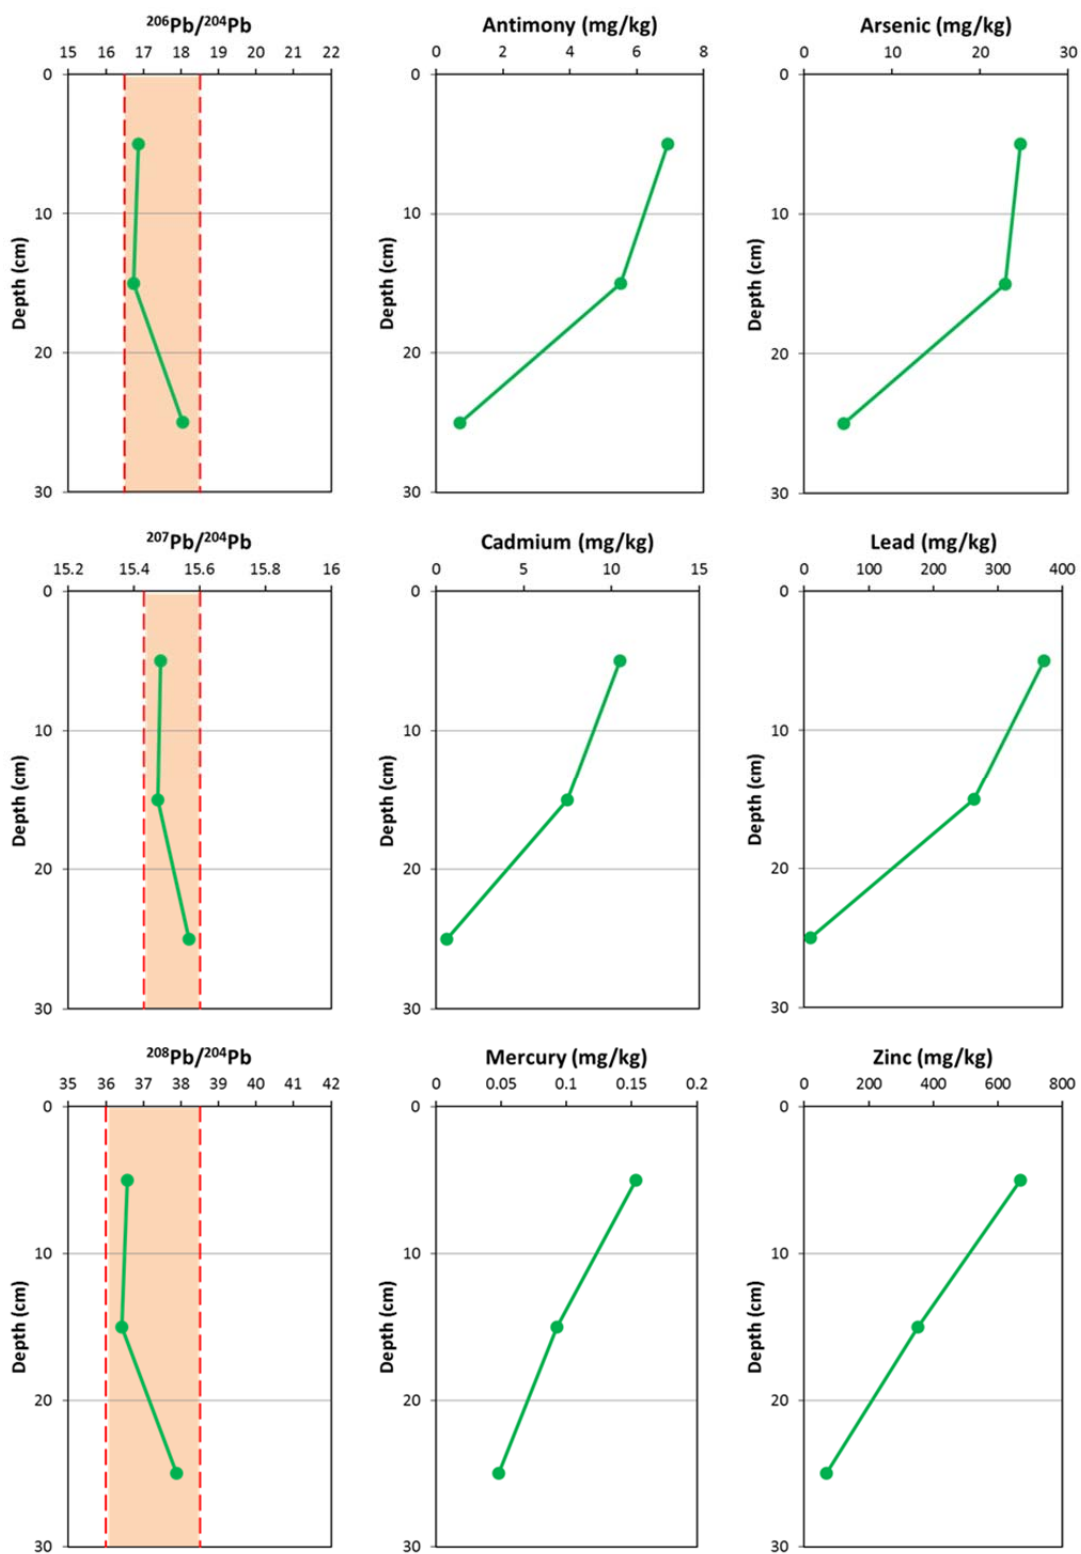 ²⁰⁶Pb/²⁰⁴Pb
15 16 17 18 19 20 21 22
0
10
20
30
Depth (cm)
Antimony (mg/kg)
0 2 4 6 8
0
10
20
30
Depth (cm)
Arsenic (mg/kg)
0 10 20 30
0
10
20
30
Depth (cm)
²⁰⁷Pb/²⁰⁴Pb
15.2 15.4 15.6 15.8 16
0
10
20
30
Depth (cm)
Cadmium (mg/kg)
0 5 10 15
0
10
20
30
Depth (cm)
Lead (mg/kg)
0 100 200 300 400
0
10
20
30
Depth (cm)
²⁰⁸Pb/²⁰⁴Pb
35 36 37 38 39 40 41 42
0
10
20
30
Depth (cm)
Mercury (mg/kg)
0 0.05 0.1 0.15 0.2
0
10
20
30
Depth (cm)
Zinc (mg/kg)
0 200 400 600 800
0
10
20
30
Depth (cm)